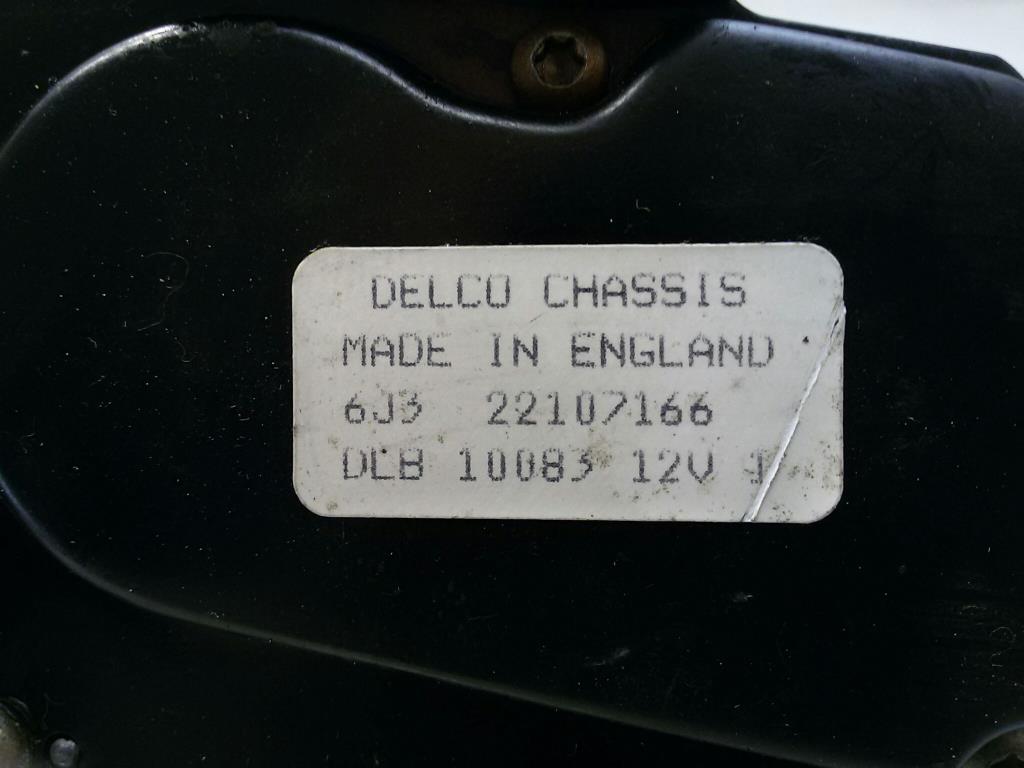 DELCO CHASSIS
MADE IN ENGLAND
6J3 22107166
DLB 10083 12V